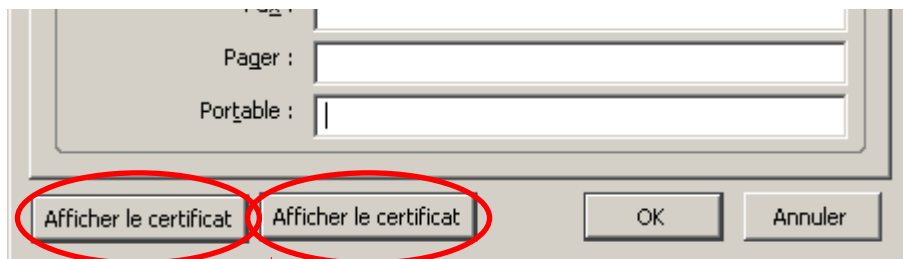 Pager :
Portable :
Afficher le certificat Afficher le certificat OK Annuler